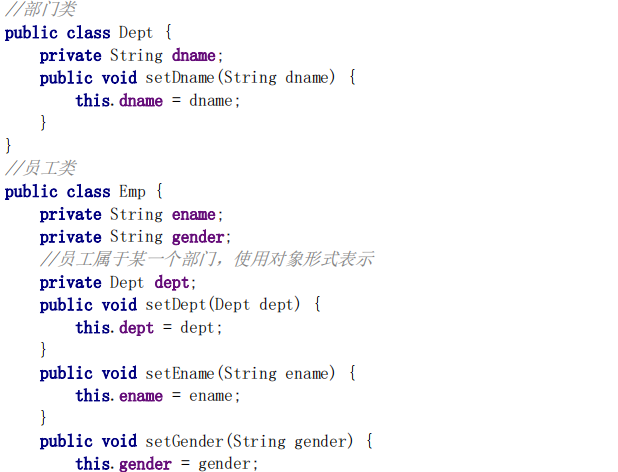 //部门类
public class Dept {
    private String dname;
    public void setDname(String dname) {
        this.dname = dname;
    }
}
//员工类
public class Emp {
    private String ename;
    private String gender;
    //员工属于某一个部门，使用对象形式表示
    private Dept dept;
    public void setDept(Dept dept) {
        this.dept = dept;
    }
    public void setEname(String ename) {
        this.ename = ename;
    }
    public void setGender(String gender) {
        this.gender = gender;